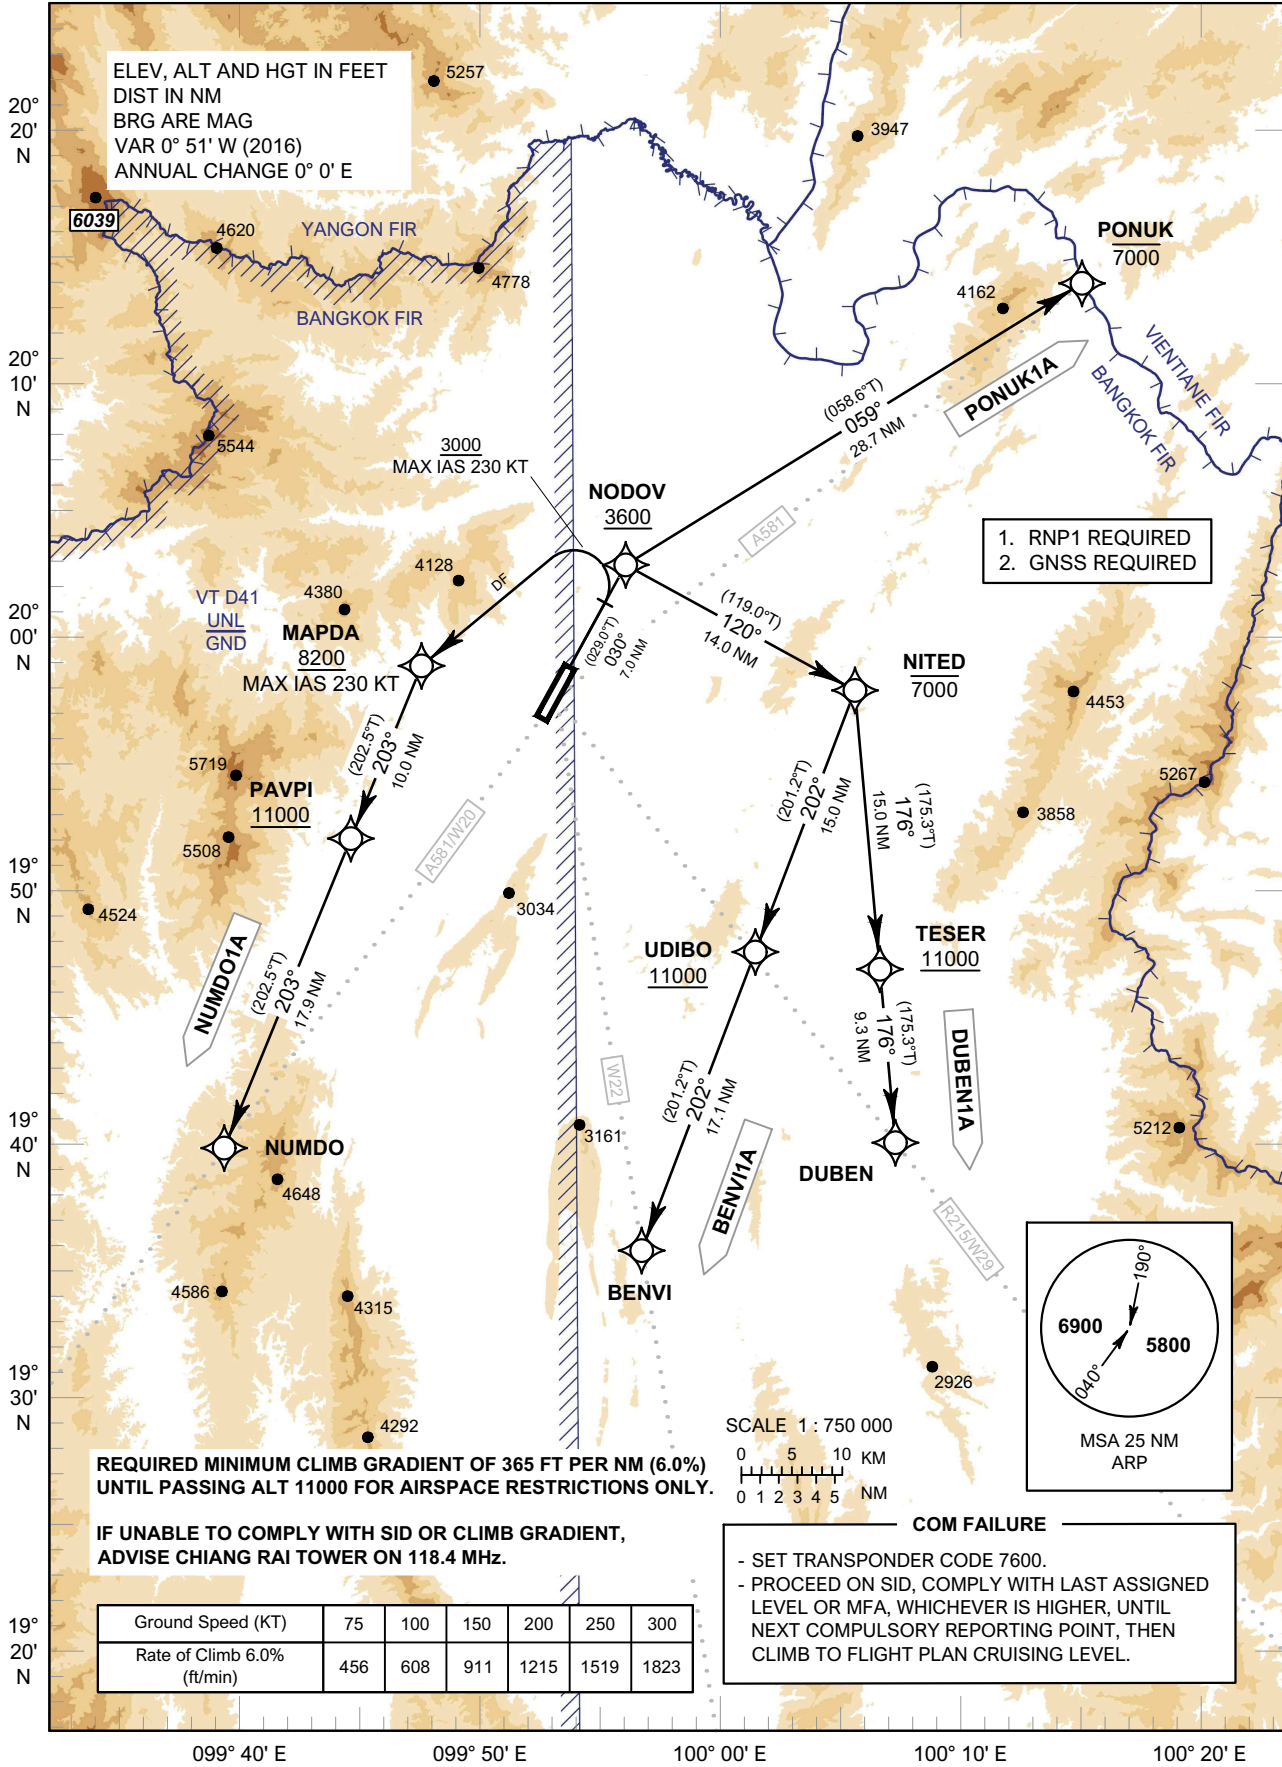 ELEV, ALT AND HGT IN FEET
DIST IN NM
BRG ARE MAG
VAR 0° 51' W (2016)
ANNUAL CHANGE 0° 0' E
5257
3947
20°
20'
N
6039
4620
YANGON FIR
4778
BANGKOK FIR
PONUK
7000
4162
VIENTIANE FIR
BANGKOK FIR
PONUK1A
20°
10'
N
(058.6°T)
059°
28.7 NM
5544
3000
MAX IAS 230 KT
NODOV
3600
A581
1. RNP1 REQUIRED
2. GNSS REQUIRED
4128
DF
4380
VT D41
UNL
GND
20°
00'
N
MAPDA
8200
MAX IAS 230 KT
(029.0°T)
030°
7.0 NM
(119.0°T)
120°
14.0 NM
NITED
7000
4453
(202.5°T)
203°
10.0 NM
5719
PAVPI
11000
5508
A581/W20
(201.2°T)
202°
15.0 NM
(175.3°T)
176°
15.0 NM
5267
3858
19°
50'
N
4524
3034
UDIBO
11000
TESER
11000
NUMDO1A
(202.5°T)
203°
17.9 NM
W22
(201.2°T)
202°
17.1 NM
(175.3°T)
176°
9.3 NM
DUBEN1A
19°
40'
N
NUMDO
4648
3161
BENVI1A
DUBEN
5212
R215/W29
BENVI
4586
4315
190°
6900
5800
040°
MSA 25 NM
ARP
19°
30'
N
2926
4292
SCALE 1 : 750 000
0 5 10 KM
0 1 2 3 4 5 NM
REQUIRED MINIMUM CLIMB GRADIENT OF 365 FT PER NM (6.0%)
UNTIL PASSING ALT 11000 FOR AIRSPACE RESTRICTIONS ONLY.
IF UNABLE TO COMPLY WITH SID OR CLIMB GRADIENT,
ADVISE CHIANG RAI TOWER ON 118.4 MHz.
COM FAILURE
- SET TRANSPONDER CODE 7600.
- PROCEED ON SID, COMPLY WITH LAST ASSIGNED
LEVEL OR MFA, WHICHEVER IS HIGHER, UNTIL
NEXT COMPULSORY REPORTING POINT, THEN
CLIMB TO FLIGHT PLAN CRUISING LEVEL.
19°
20'
N
Ground Speed (KT) 75 100 150 200 250 300
Rate of Climb 6.0%
(ft/min) 456 608 911 1215 1519 1823
099° 40' E 099° 50' E 100° 00' E 100° 10' E 100° 20' E